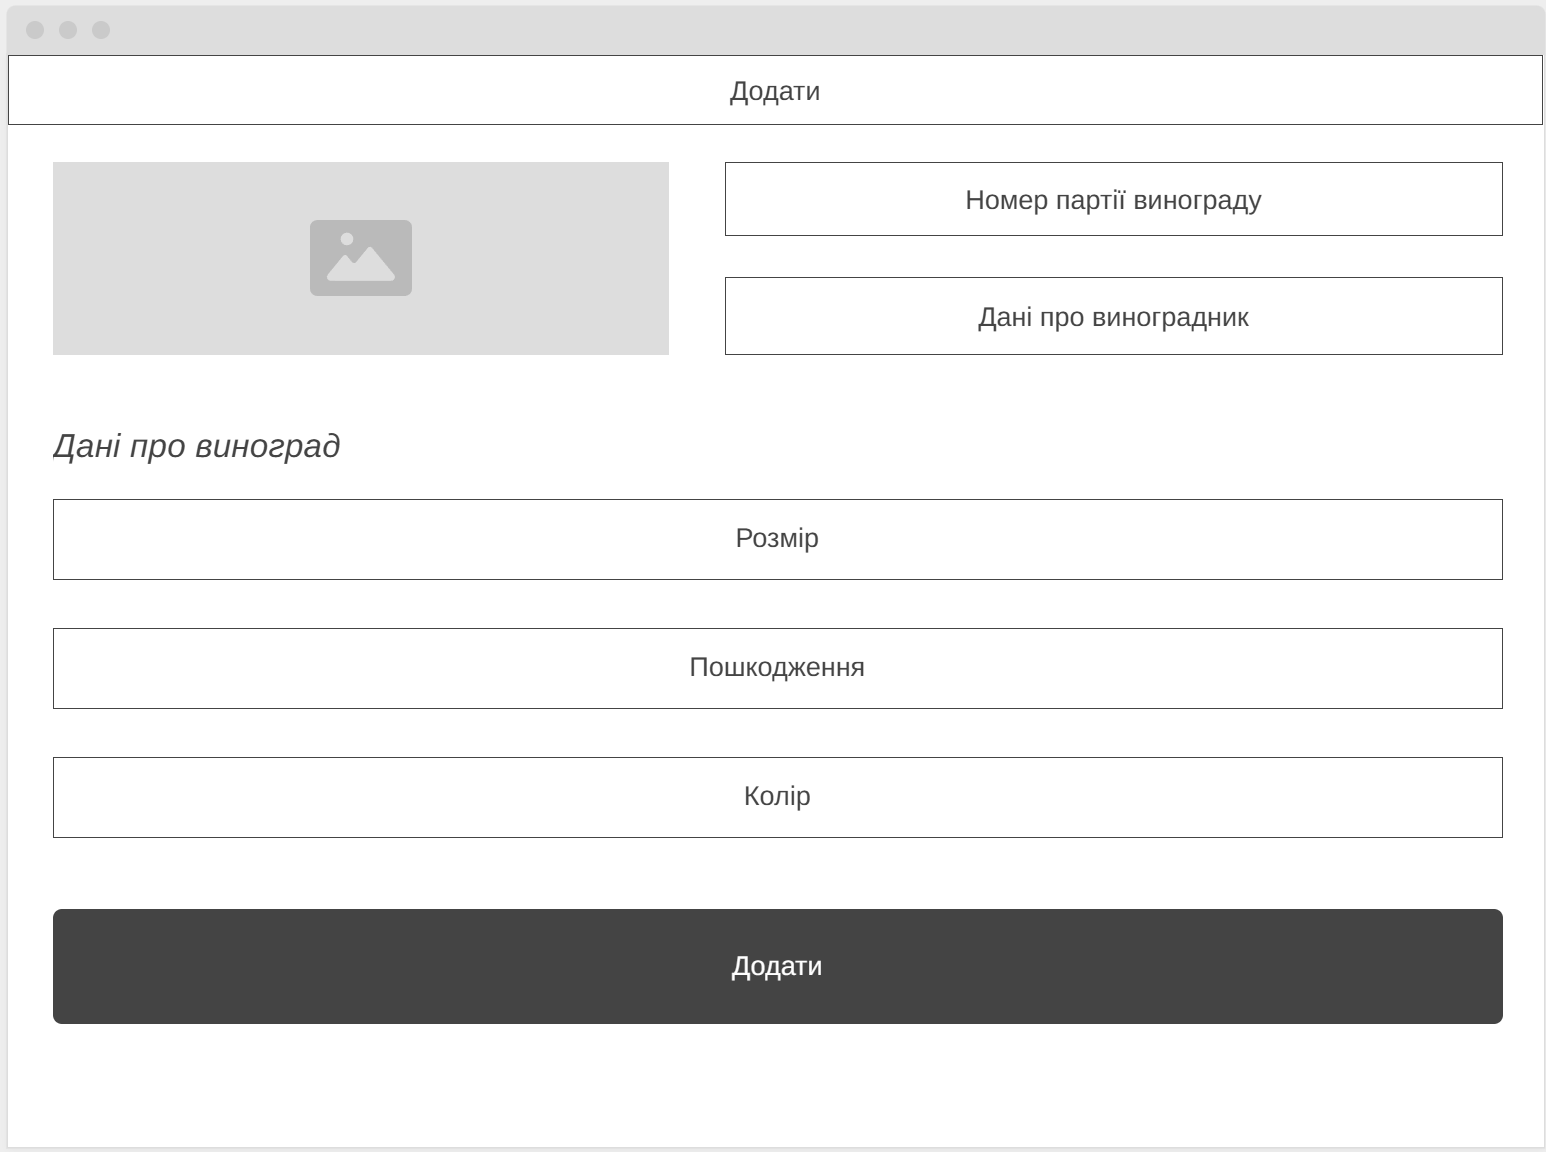 Додати
Номер партії винограду
Дані про виноградник
Дані про виноград
Розмір
Пошкодження
Колір
Додати